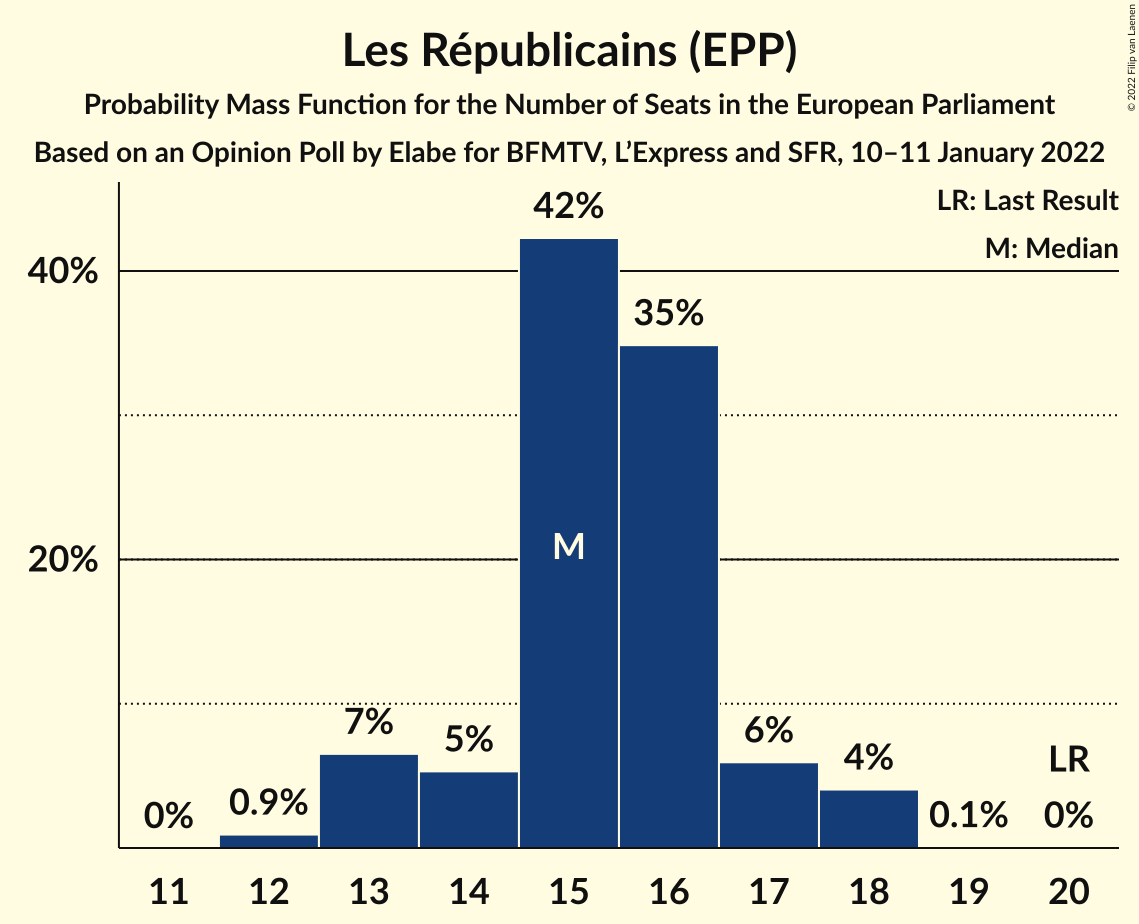 Les Républicains (EPP)
Probability Mass Function for the Number of Seats in the European Parliament
Based on an Opinion Poll by Elabe for BFMTV, L’Express and SFR, 10–11 January 2022
© 2022 Filip van Laenen
LR: Last Result
M: Median
42%
40%
35%
M
20%
7%
5%
6%
4%
LR
0%
0.9%
0.1%
0%
11 12 13 14 15 16 17 18 19 20